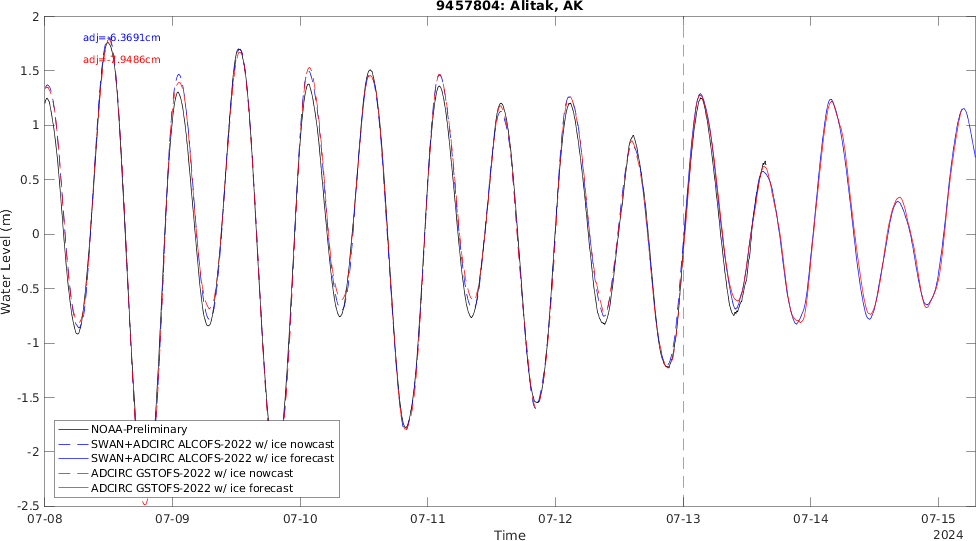 9457804: Alitak, AK
2
1.5
1
0.5
0
-0.5
-1
-1.5
-2
-2.5
Water Level (m)
adj=-6.3691cm
adj=-2.9486cm
NOAA-Preliminary
SWAN+ADCIRC ALCOFS-2022 w/ ice nowcast
SWAN+ADCIRC ALCOFS-2022 w/ ice forecast
ADCIRC GSTOFS-2022 w/ ice nowcast
ADCIRC GSTOFS-2022 w/ ice forecast
07-08 07-09 07-10 07-11 07-12 07-13 07-14 07-15
Time
2024